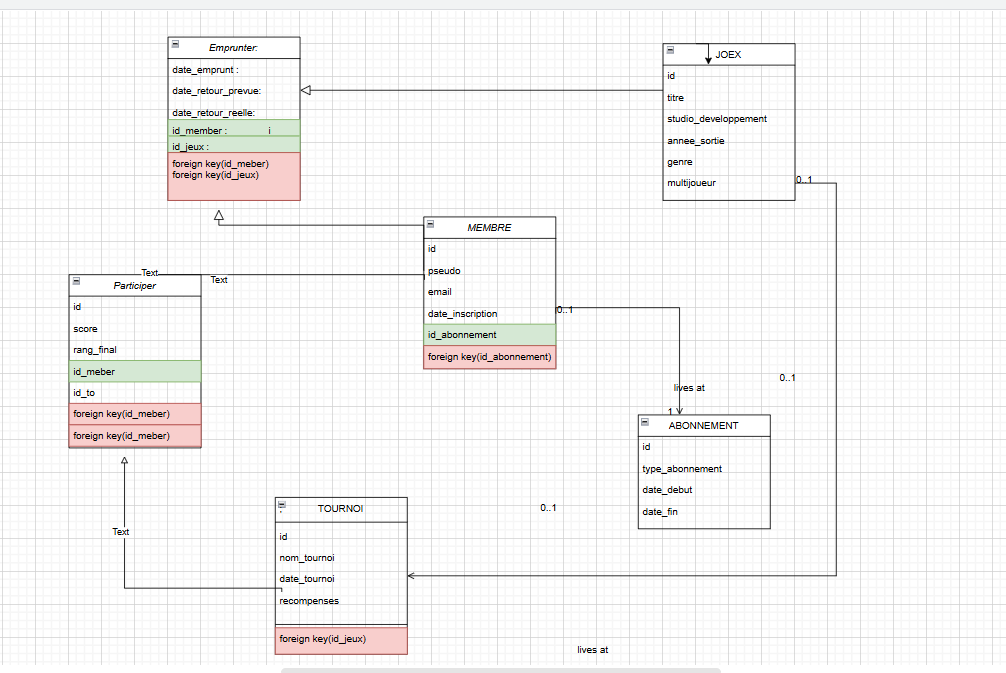 Emprunter:
date_emprunt :
date_retour_prevue:
date_retour_reelle:
id_member : i
id_jeux :
foreign key(id_meber)
foreign key(id_jeux)
JOEX
id
titre
studio_developpement
annee_sortie
genre
multijoueur
0..1
MEMBRE
id
pseudo
email
date_inscription
id_abonnement
foreign key(id_abonnement)
0..1
Text
Text
Participer
id
score
rang_final
id_meber
id_to
foreign key(id_meber)
foreign key(id_meber)
0..1
lives at
1
ABONNEMENT
id
type_abonnement
date_debut
date_fin
Text
TOURNOI
id
nom_tournoi
date_tournoi
recompenses
foreign key(id_jeux)
0..1
lives at